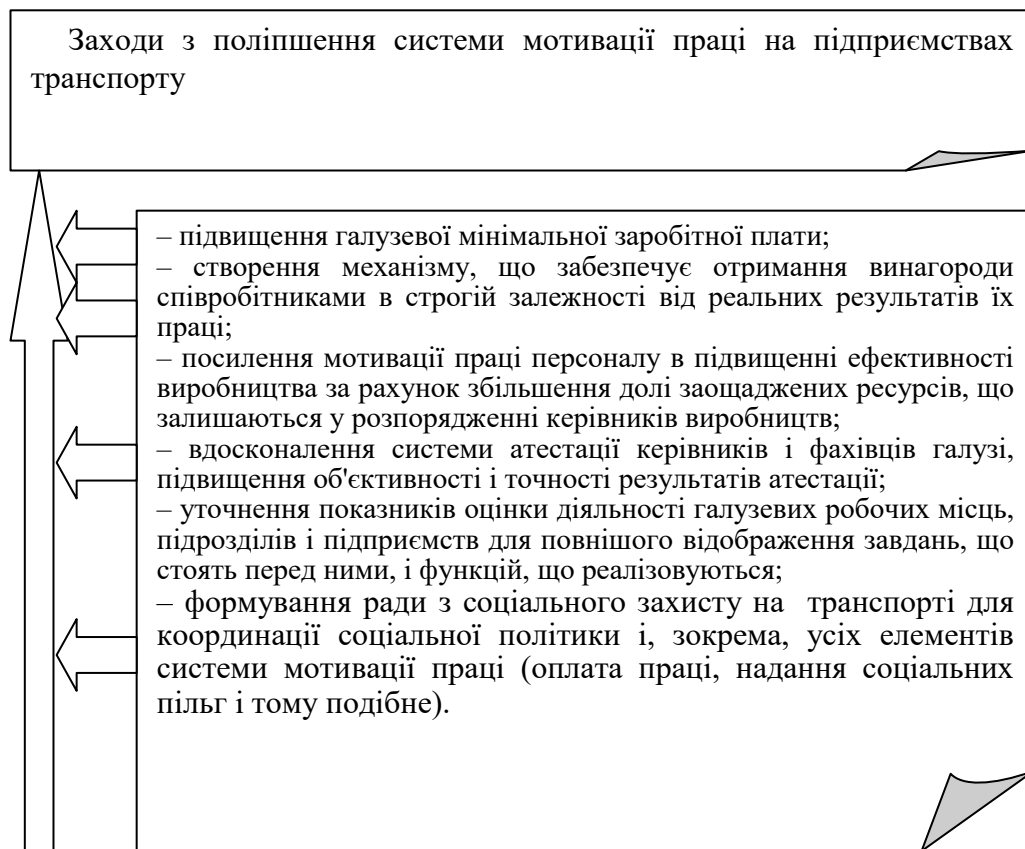 Заходи з поліпшення системи мотивації праці на підприємствах
транспорту
– підвищення галузевої мінімальної заробітної плати;
– створення механізму, що забезпечує отримання винагороди
співробітниками в строгій залежності від реальних результатів їх
праці;
– посилення мотивації праці персоналу в підвищенні ефективності
виробництва за рахунок збільшення долі заощаджених ресурсів, що
залишаються у розпорядженні керівників виробництв;
– вдосконалення системи атестації керівників і фахівців галузі,
підвищення об'єктивності і точності результатів атестації;
– уточнення показників оцінки діяльності галузевих робочих місць,
підрозділів і підприємств для повнішого відображення завдань, що
стоять перед ними, і функцій, що реалізовуються;
– формування ради з соціального захисту на транспорті для
координації соціальної політики і, зокрема, усіх елементів
системи мотивації праці (оплата праці, надання соціальних
пільг і тому подібне).